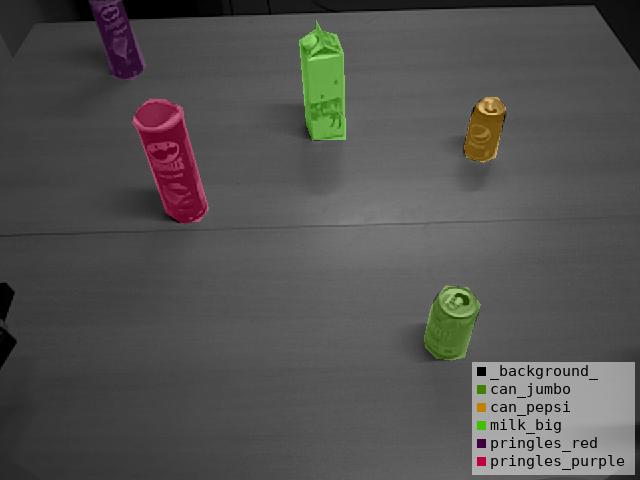 _background_
can_jumbo
can_pepsi
milk_big
pringles_red
pringles_purple